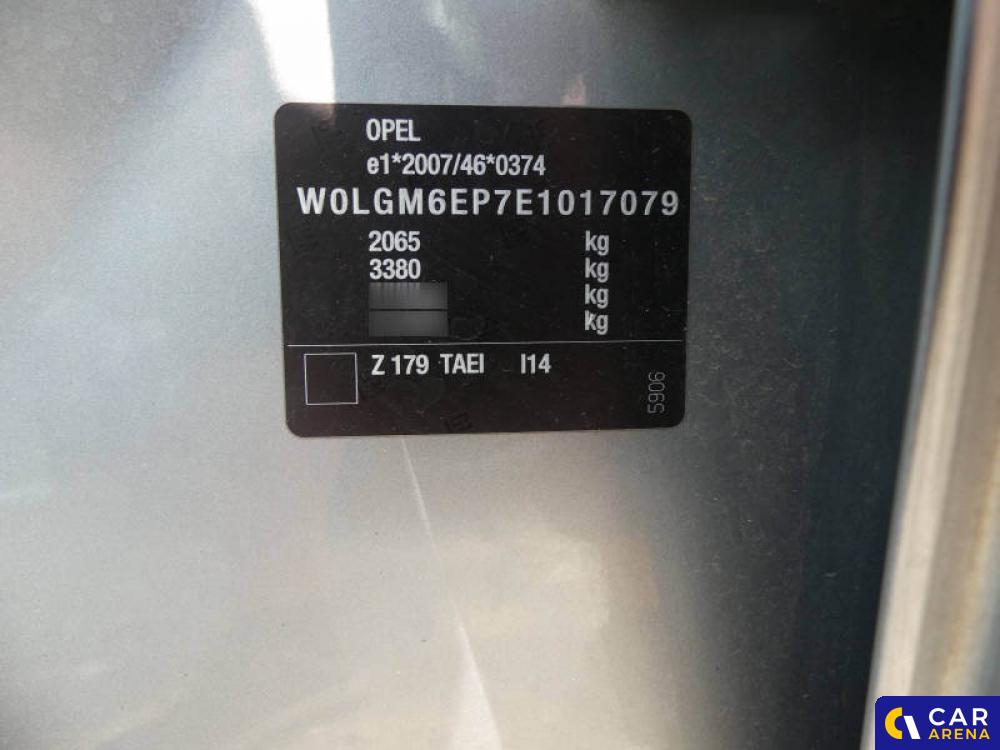 OPEL
e1*2007/46*0374
W0LGM6EP7E1017079
2065 kg
3380 kg
kg
kg
Z 179 TAEI I14
5906
CAR
ARENA